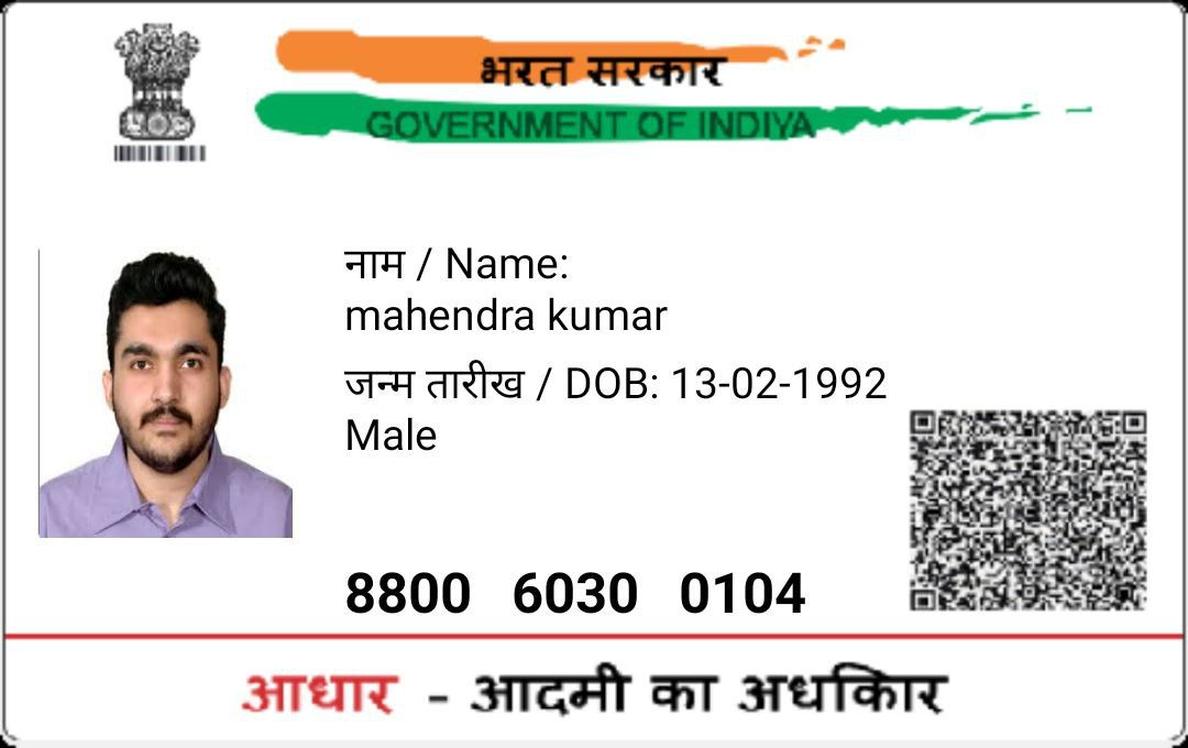 भरत सरकार
GOVERNMENT OF INDIYA
नाम / Name:
mahendra kumar
जन्म तारीख / DOB: 13-02-1992
Male
8800 6030 0104
आधार - आदमी का अधकिार